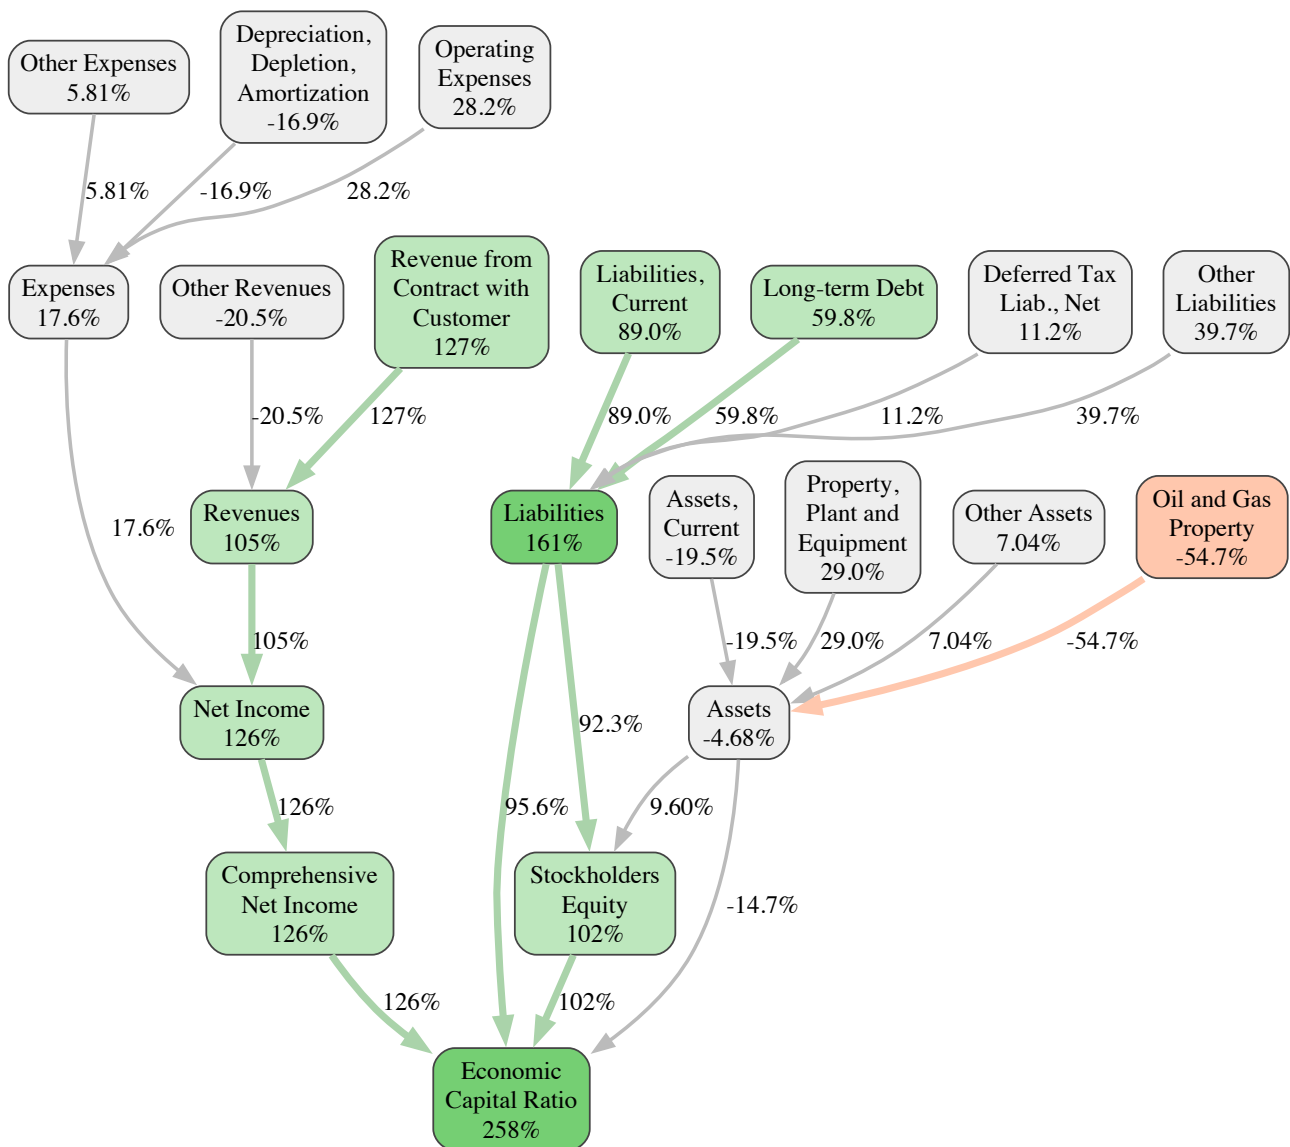 Other Expenses
5.81%
Depreciation,
Depletion,
Amortization
-16.9%
Operating
Expenses
28.2%
5.81%
-16.9%
28.2%
Expenses
17.6%
Other Revenues
-20.5%
Revenue from
Contract with
Customer
127%
Liabilities,
Current
89.0%
Long-term Debt
59.8%
Deferred Tax
Liab., Net
11.2%
Other
Liabilities
39.7%
-20.5%
127%
89.0%
59.8%
11.2%
39.7%
17.6%
Revenues
105%
Liabilities
161%
Assets,
Current
-19.5%
Property,
Plant and
Equipment
29.0%
Other Assets
7.04%
Oil and Gas
Property
-54.7%
105%
-19.5%
29.0%
7.04%
-54.7%
Net Income
126%
92.3%
Assets
-4.68%
126%
95.6%
9.60%
Comprehensive
Net Income
126%
Stockholders
Equity
102%
-14.7%
126%
102%
Economic
Capital Ratio
258%